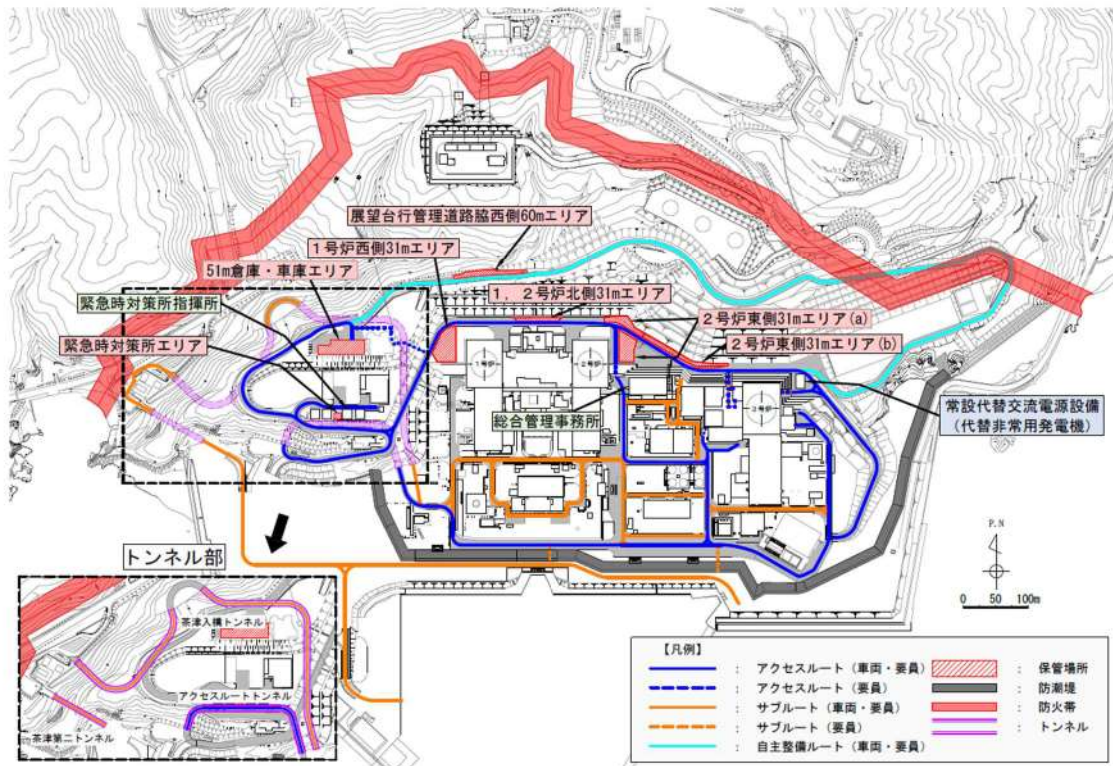 展望台行管理道路脇西側60mエリア
1号炉西側31mエリア
51m倉庫・車庫エリア
緊急時対策所指揮所
1,2号炉北側31mエリア
緊急時対策所エリア
2号炉東側31mエリア(a)
2号炉東側31mエリア(b)
1号炉
2号炉
3号炉
総合管理事務所
常設代替交流電源設備
(代替非常用発電機)
トンネル部
P.N
0 50 100m
茶津入構トンネル
アクセスルートトンネル
茶津第二トンネル
【凡例】
: アクセスルート(車両・要員)
: 保管場所
: アクセスルート(要員)
: 防潮堤
: サブルート(車両・要員)
: 防火帯
: サブルート(要員)
: トンネル
: 自主整備ルート(車両・要員)